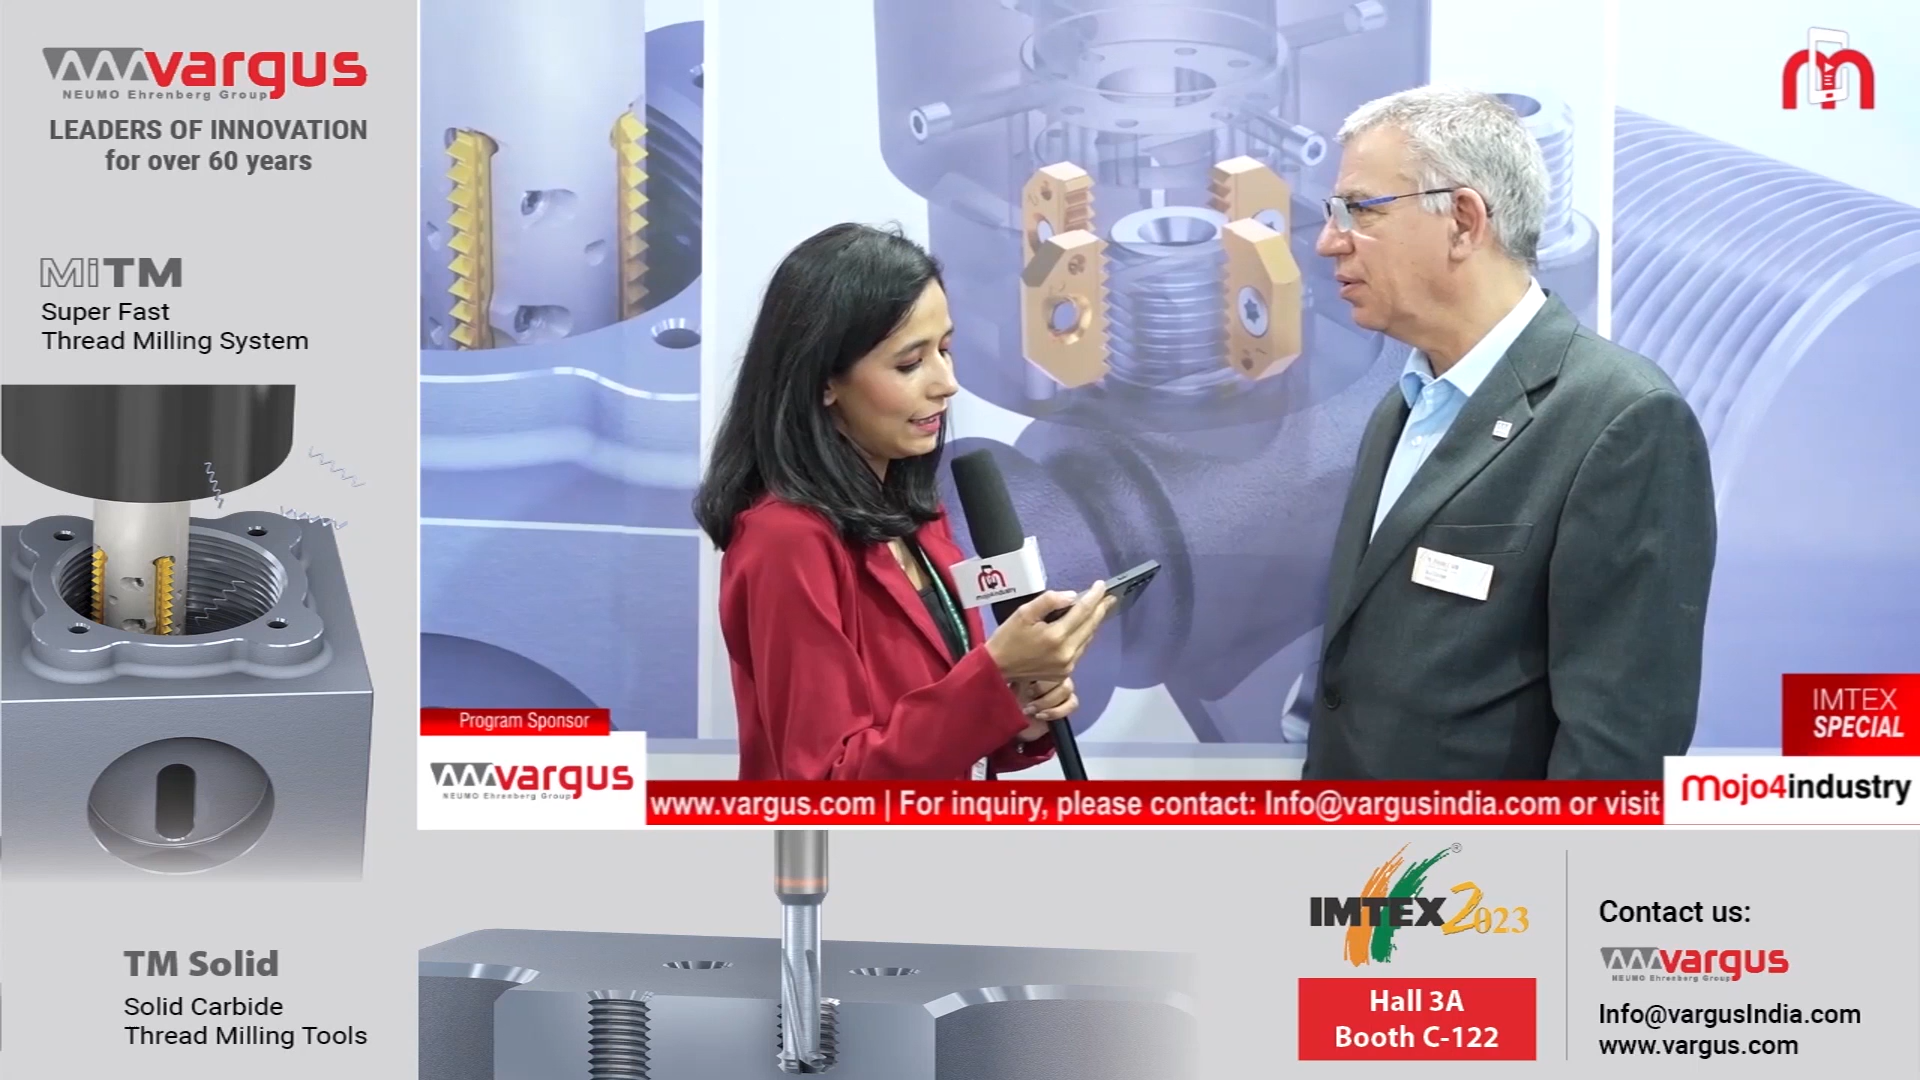 vargus
NEUMO Ehrenberg Group
LEADERS OF INNOVATION
for over 60 years
MiTM
Super Fast
Thread Milling System
TM Solid
Solid Carbide
Thread Milling Tools
mojo4industry
Program Sponsor
vargus
NEUMO Ehrenberg Group
www.vargus.com | For inquiry, please contact: Info@vargusindia.com or visit
IMTEX
SPECIAL
mojo4industry
IMTEX 2023
®
Hall 3A
Booth C-122
Contact us:
vargus
NEUMO Ehrenberg Group
Info@vargusIndia.com
www.vargus.com